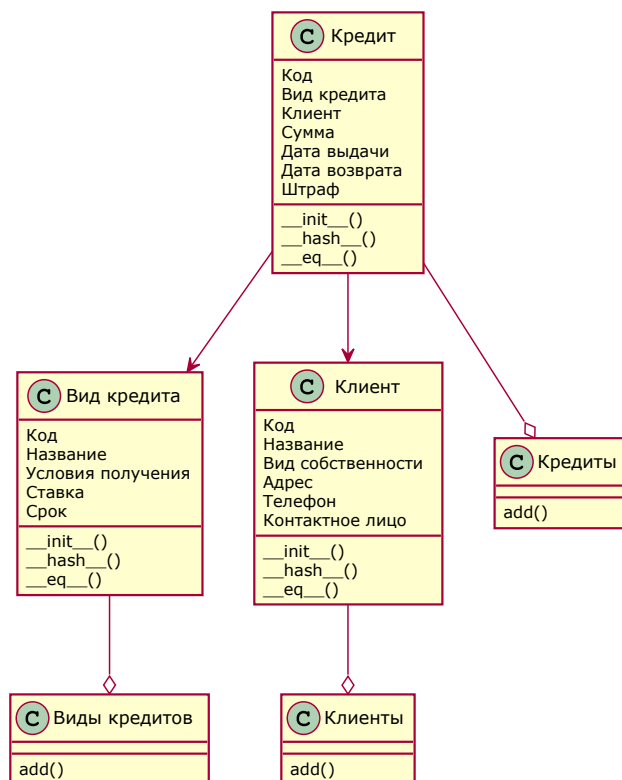 C Кредит
Код
Вид кредита
Клиент
Сумма
Дата выдачи
Дата возврата
Штраф
__init__()
__hash__()
__eq__()
C Вид кредита
Код
Название
Условия получения
Ставка
Срок
__init__()
__hash__()
__eq__()
C Клиент
Код
Название
Вид собственности
Адрес
Телефон
Контактное лицо
__init__()
__hash__()
__eq__()
C Кредиты
add()
C Виды кредитов
add()
C Клиенты
add()